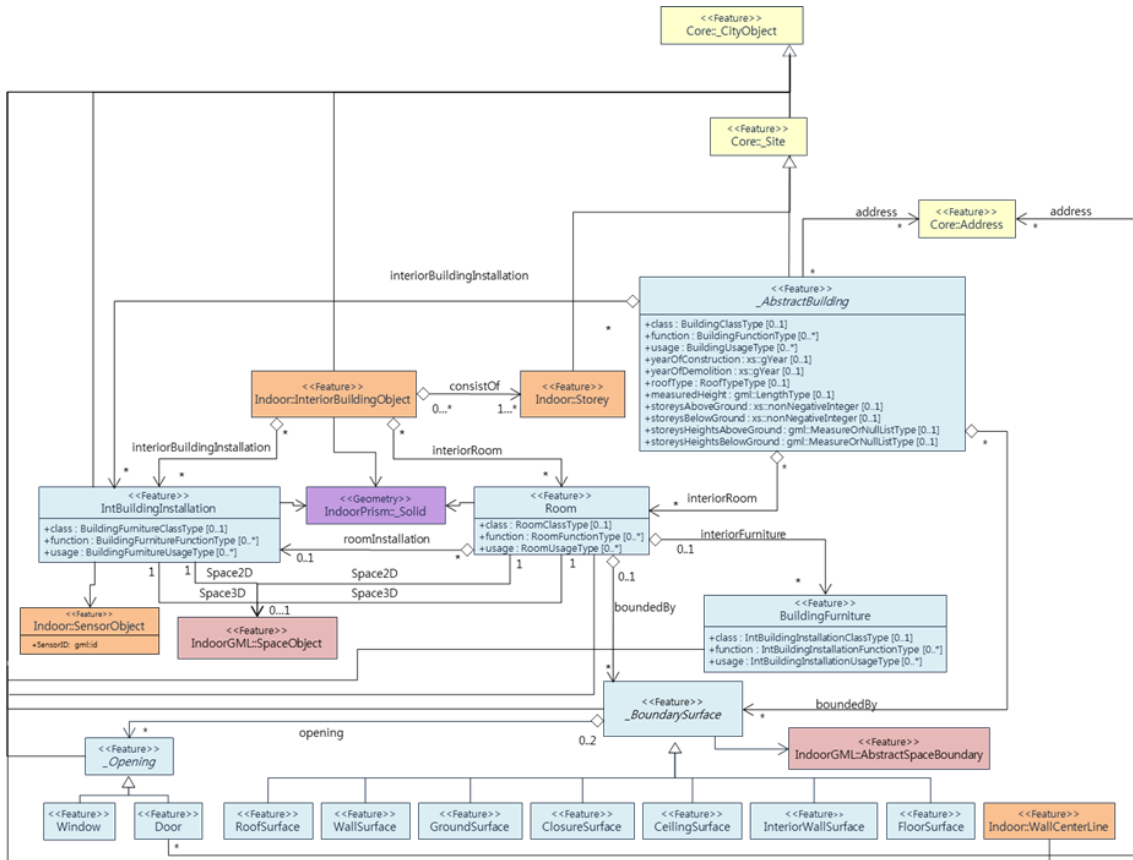 <<Feature>>
Core::_CityObject
<<Feature>>
Core::_Site
address
<<Feature>>
Core::Address
address
*
*
*
interiorBuildingInstallation
<<Feature>>
_AbstractBuilding
+class : BuildingClassType [0..1]
+function : BuildingFunctionType [0..*]
+usage : BuildingUsageType [0..*]
+yearOfConstruction : xs::gYear [0..1]
+yearOfDemolition : xs::gYear [0..1]
+roofType : RoofTypeType [0..1]
+measuredHeight : gml::LengthType [0..1]
+storeysAboveGround : xs::nonNegativeInteger [0..1]
+storeysBelowGround : xs::nonNegativeInteger [0..1]
+storeysHeightsAboveGround : gml::MeasureOrNullListType [0..1]
+storeysHeightsBelowGround : gml::MeasureOrNullListType [0..1]
*
<<Feature>>
Indoor::InteriorBuildingObject
consistOf
0...*
1...*
<<Feature>>
Indoor::Storey
*
*
*
*
interiorBuildingInstallation
interiorRoom
*
*
*
interiorRoom
*
<<Feature>>
IntBuildingInstallation
+class : BuildingFurnitureClassType [0..1]
+function : BuildingFurnitureFunctionType [0..*]
+usage : BuildingFurnitureUsageType [0..*]
<<Geometry>>
IndoorPrism::_Solid
<<Feature>>
Room
+class : RoomClassType [0..1]
+function : RoomFunctionType [0..*]
+usage : RoomUsageType [0..*]
roomInstallation
0..1
*
interiorFurniture
0..1
*
1
1
1
1
Space2D
Space2D
Space3D
Space3D
0...1
0..1
boundedBy
*
<<Feature>>
Indoor::SensorObject
+SensorID: gml:id
<<Feature>>
IndoorGML::SpaceObject
<<Feature>>
BuildingFurniture
+class : IntBuildingInstallationClassType [0..1]
+function : IntBuildingInstallationFunctionType [0..*]
+usage : IntBuildingInstallationUsageType [0..*]
<<Feature>>
_BoundarySurface
boundedBy
*
opening
*
0..2
<<Feature>>
_Opening
<<Feature>>
IndoorGML::AbstractSpaceBoundary
<<Feature>>
Window
<<Feature>>
Door
*
<<Feature>>
RoofSurface
<<Feature>>
WallSurface
<<Feature>>
GroundSurface
<<Feature>>
ClosureSurface
<<Feature>>
CeilingSurface
<<Feature>>
InteriorWallSurface
<<Feature>>
FloorSurface
<<Feature>>
Indoor::WallCenterLine